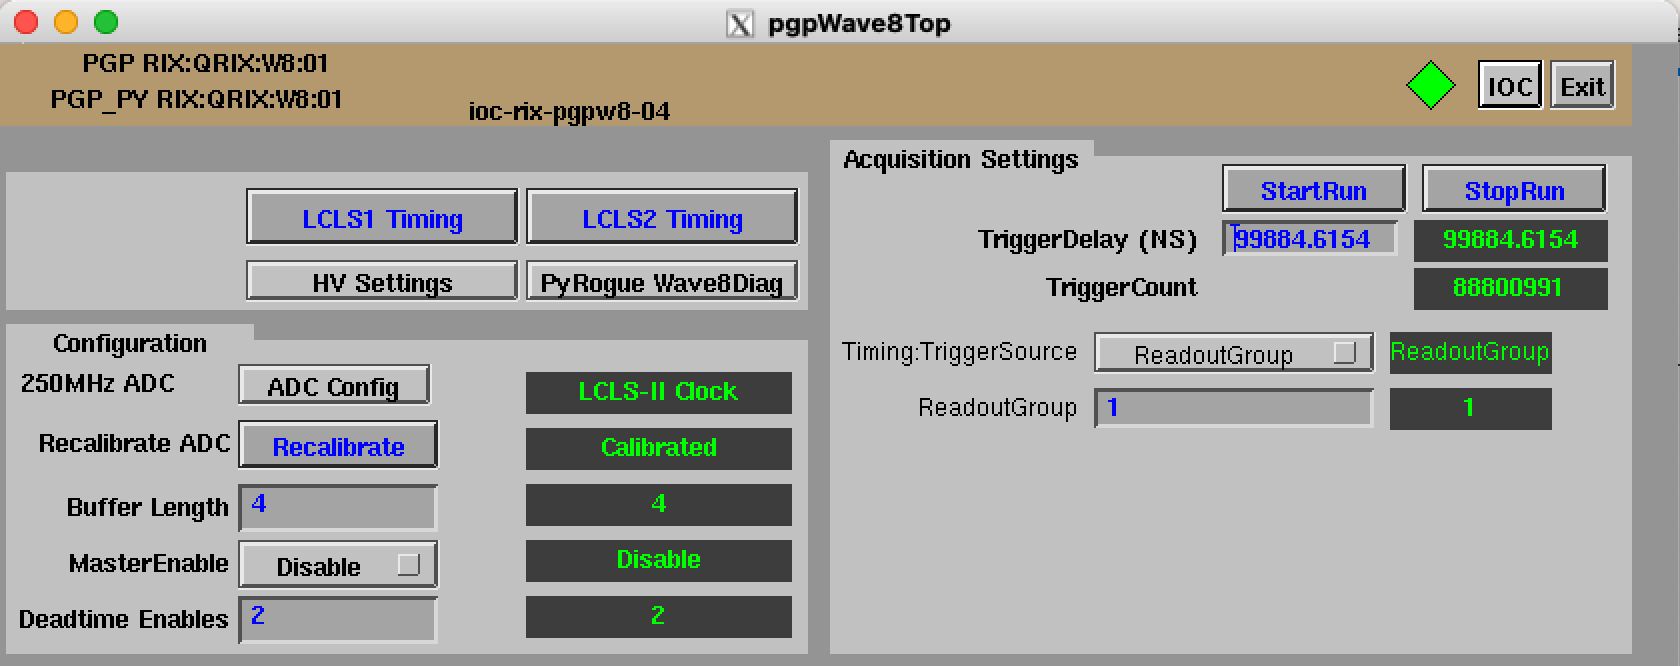 pgpWave8Top
PGP RIX:QRIX:W8:01
PGP_PY RIX:QRIX:W8:01
ioc-rix-pgpw8-04
IOC
Exit
LCLS1 Timing
LCLS2 Timing
HV Settings
PyRogue Wave8Diag
Configuration
250MHz ADC
ADC Config
LCLS-II Clock
Recalibrate ADC
Recalibrate
Calibrated
Buffer Length
4
4
MasterEnable
Disable
Disable
Deadtime Enables
2
2
Acquisition Settings
StartRun
StopRun
TriggerDelay (NS)
99884.6154
99884.6154
TriggerCount
88800991
Timing:TriggerSource
ReadoutGroup
ReadoutGroup
ReadoutGroup
1
1